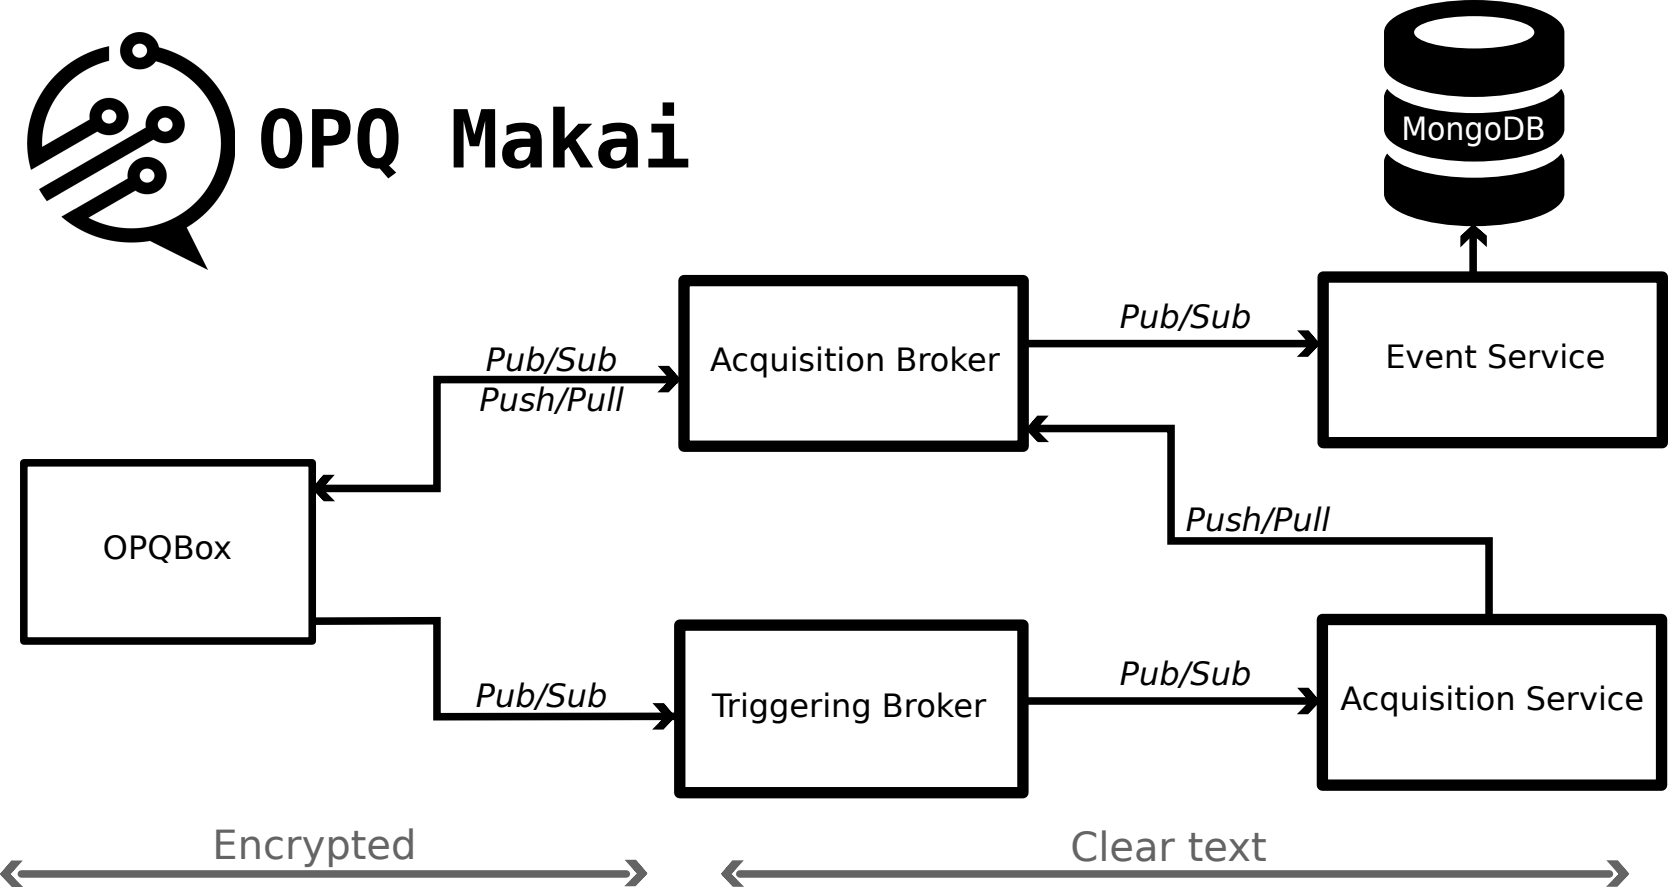 OPQ Makai
MongoDB
Pub/Sub
Pub/Sub
Push/Pull
Acquisition Broker
Event Service
Push/Pull
OPQBox
Pub/Sub
Pub/Sub
Triggering Broker
Acquisition Service
Encrypted
Clear text